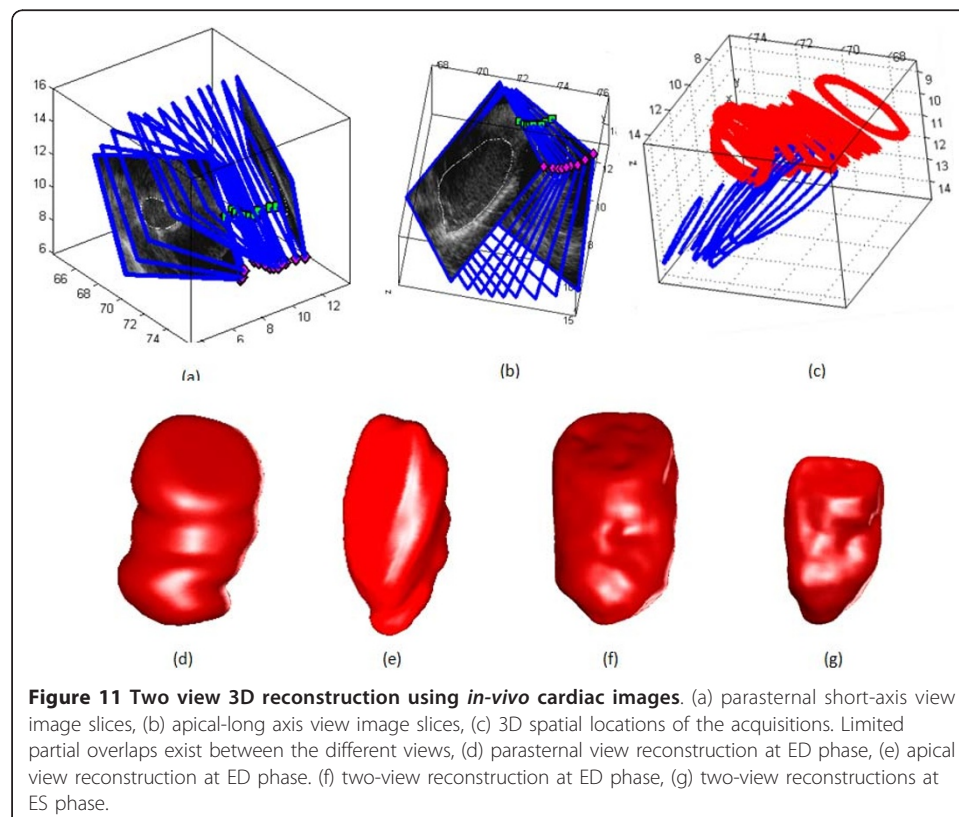 16
14
12
10
8
6
66
68
70
72
74
6
8
10
12
(a)
68
70
72
74
76
12
10
8
15
z
(b)
74
72
70
68
8
10
12
14
z
9
10
11
12
13
14
(c)
(d)
(e)
(f)
(g)
Figure 11 Two view 3D reconstruction using in-vivo cardiac images. (a) parasternal short-axis view
image slices, (b) apical-long axis view image slices, (c) 3D spatial locations of the acquisitions. Limited
partial overlaps exist between the different views, (d) parasternal view reconstruction at ED phase, (e) apical
view reconstruction at ED phase. (f) two-view reconstruction at ED phase, (g) two-view reconstructions at
ES phase.